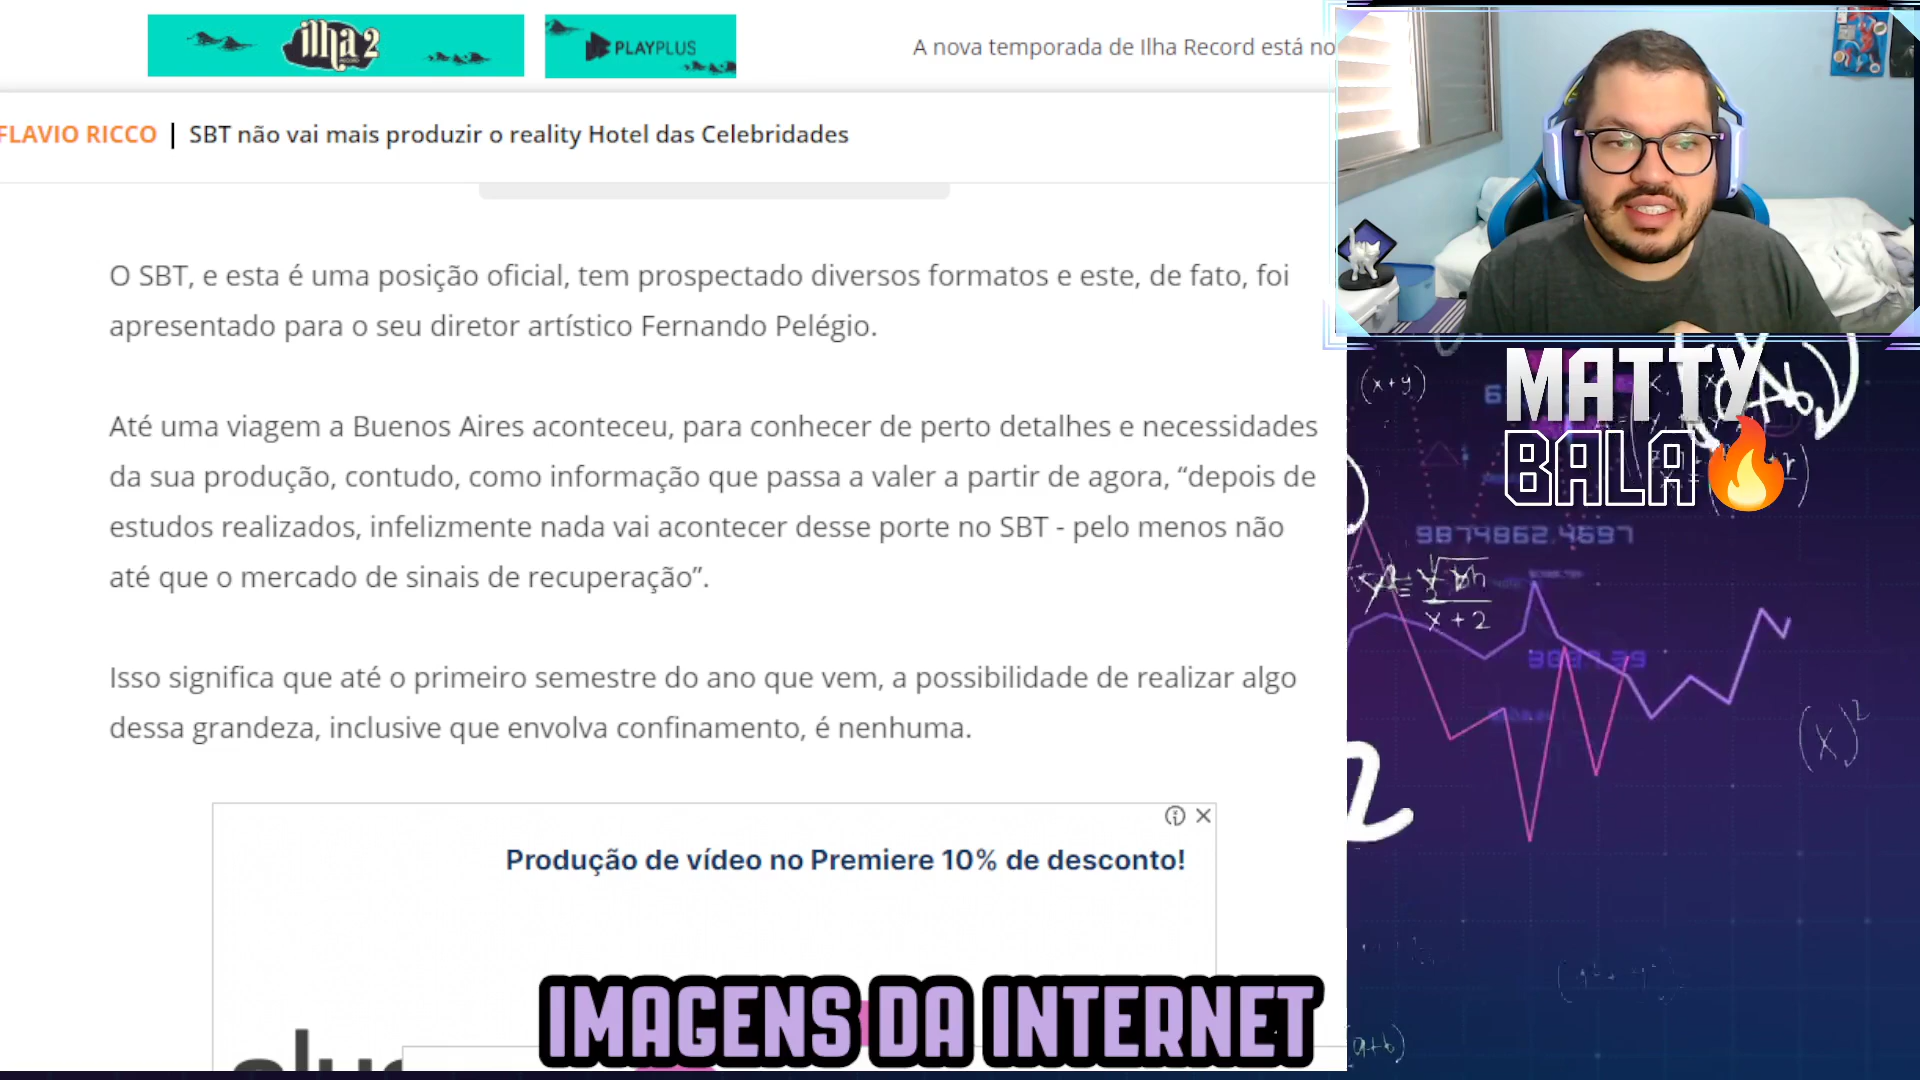 ilha 2
RECORD
PLAYPLUS
A nova temporada de Ilha Record está no
FLAVIO RICCO | SBT não vai mais produzir o reality Hotel das Celebridades
O SBT, e esta é uma posição oficial, tem prospectado diversos formatos e este, de fato, foi
apresentado para o seu diretor artístico Fernando Pelégio.
Até uma viagem a Buenos Aires aconteceu, para conhecer de perto detalhes e necessidades
da sua produção, contudo, como informação que passa a valer a partir de agora, “depois de
estudos realizados, infelizmente nada vai acontecer desse porte no SBT - pelo menos não
até que o mercado de sinais de recuperação”.
Isso significa que até o primeiro semestre do ano que vem, a possibilidade de realizar algo
dessa grandeza, inclusive que envolva confinamento, é nenhuma.
Produção de vídeo no Premiere 10% de desconto!
IMAGENS DA INTERNET
MATTY
BALA
(x+y)
9874862.4697
x+2
(x)²
(a+b)